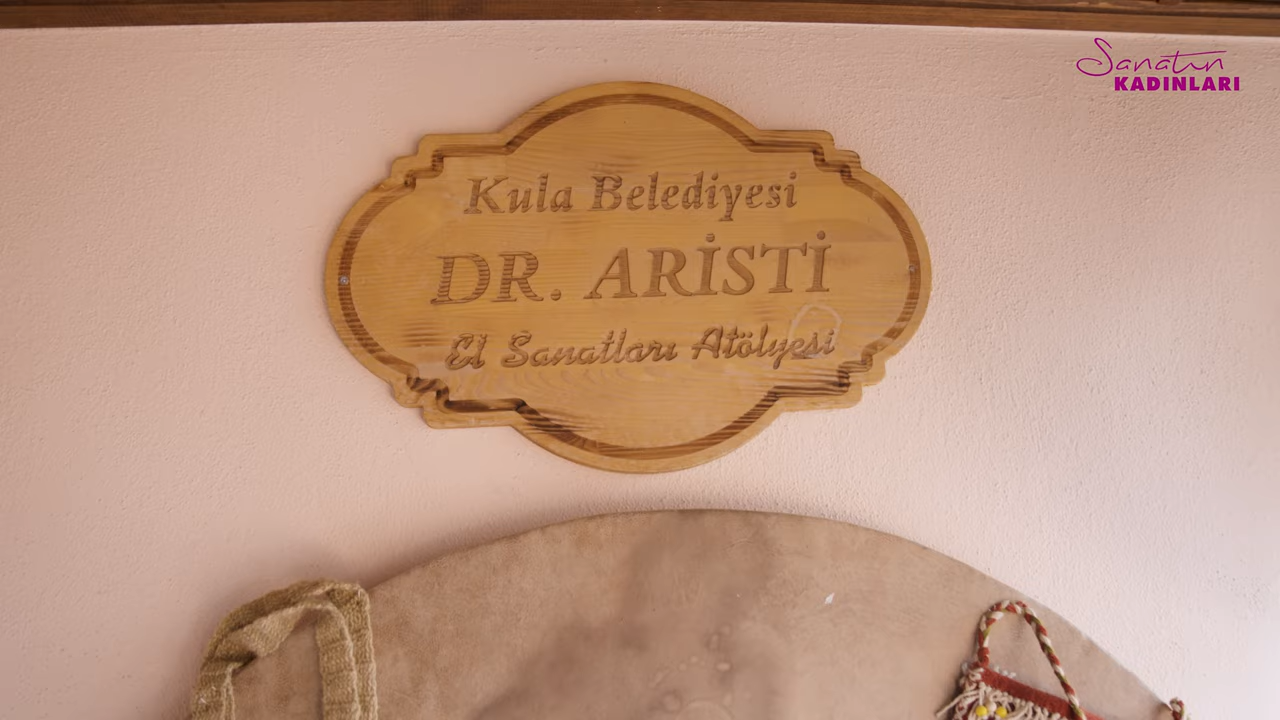 Sanatın
KADINLARI
Kula Belediyesi
DR. ARİSTİ
El Sanatları Atölyesi